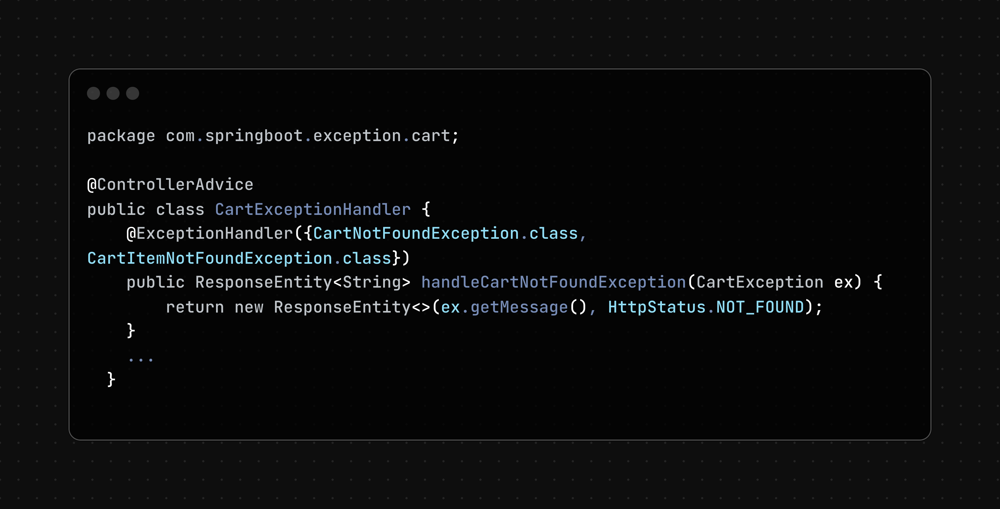 package com.springboot.exception.cart;
@ControllerAdvice
public class CartExceptionHandler {
@ExceptionHandler({CartNotFoundException.class,
CartItemNotFoundException.class})
public ResponseEntity<String> handleCartNotFoundException(CartException ex) {
return new ResponseEntity<>(ex.getMessage(), HttpStatus.NOT_FOUND);
}
...
}